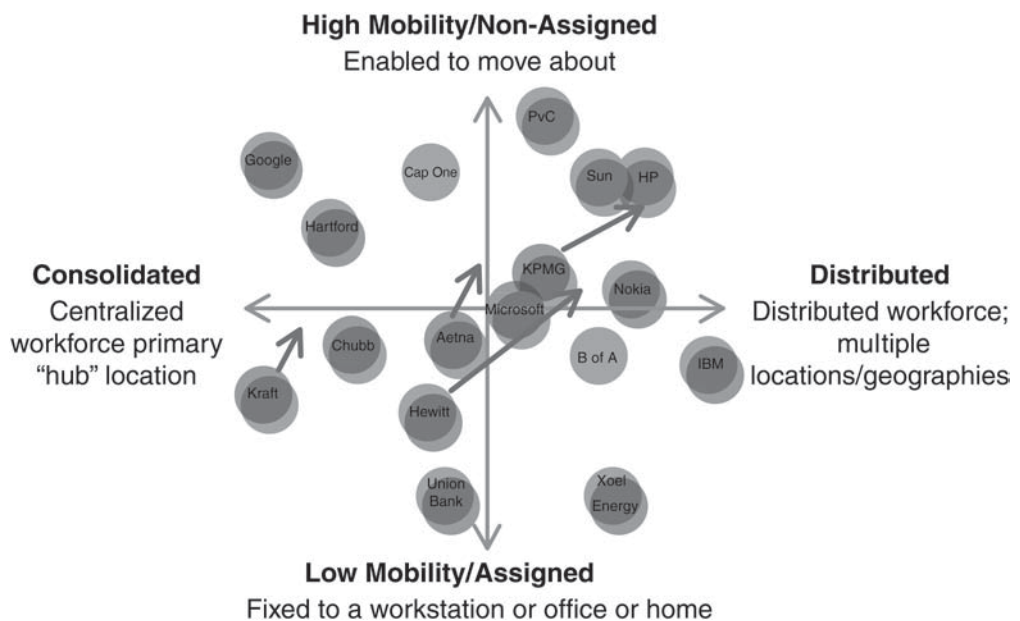 High Mobility/Non-Assigned
Enabled to move about
PvC
Google
Cap One
Sun
HP
Hartford
Consolidated
Centralized
workforce primary
“hub” location
KPMG
Nokia
Microsoft
Distributed
Distributed workforce;
multiple
locations/geographies
Aetna
Chubb
B of A
IBM
Kraft
Hewitt
Union
Bank
Xoel
Energy
Low Mobility/Assigned
Fixed to a workstation or office or home